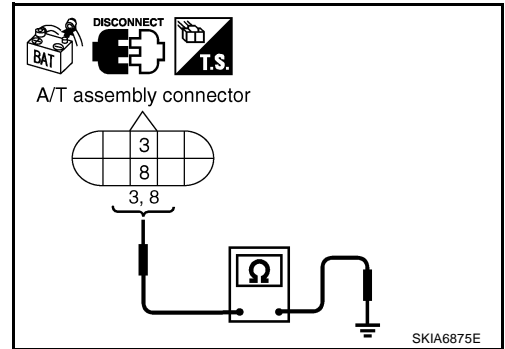 DISCONNECT
BAT
T.S.
A/T assembly connector
3
8
3, 8
Ω
SKIA6875E